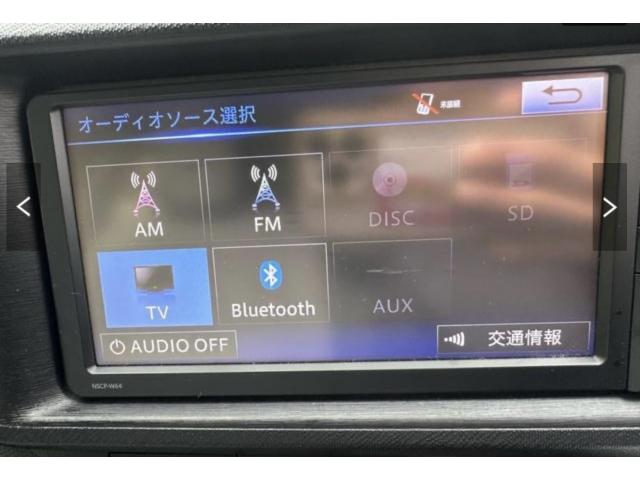 オーディオソース選択
未接続
AM
FM
DISC
SD
TV
Bluetooth
AUX
AUDIO OFF
交通情報
NSCP-W64